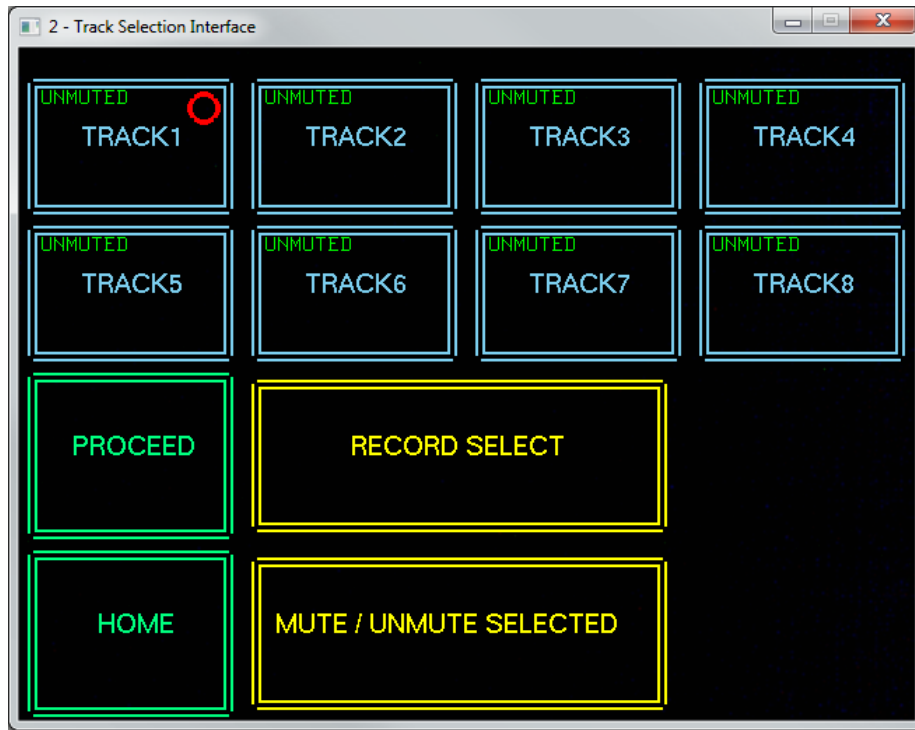 2 - Track Selection Interface
UNMUTED UNMUTED UNMUTED UNMUTED
TRACK1 TRACK2 TRACK3 TRACK4
UNMUTED UNMUTED UNMUTED UNMUTED
TRACK5 TRACK6 TRACK7 TRACK8
PROCEED RECORD SELECT
HOME MUTE / UNMUTE SELECTED